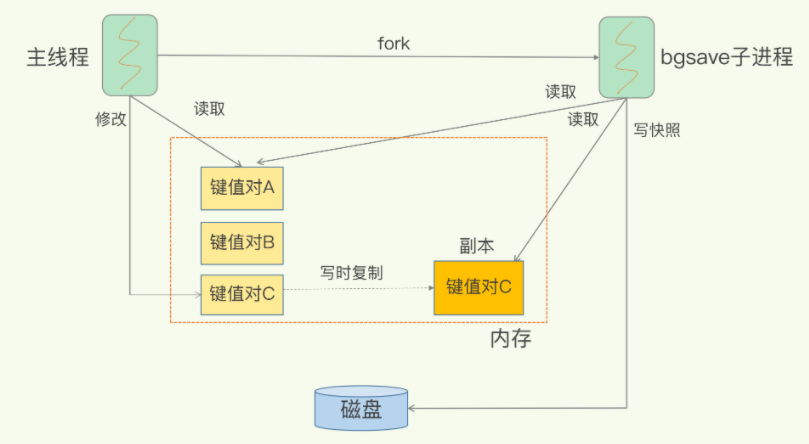 主线程
fork
bgsave子进程
修改
读取
读取
读取
写快照
键值对A
键值对B
副本
写时复制
键值对C
键值对C
内存
磁盘